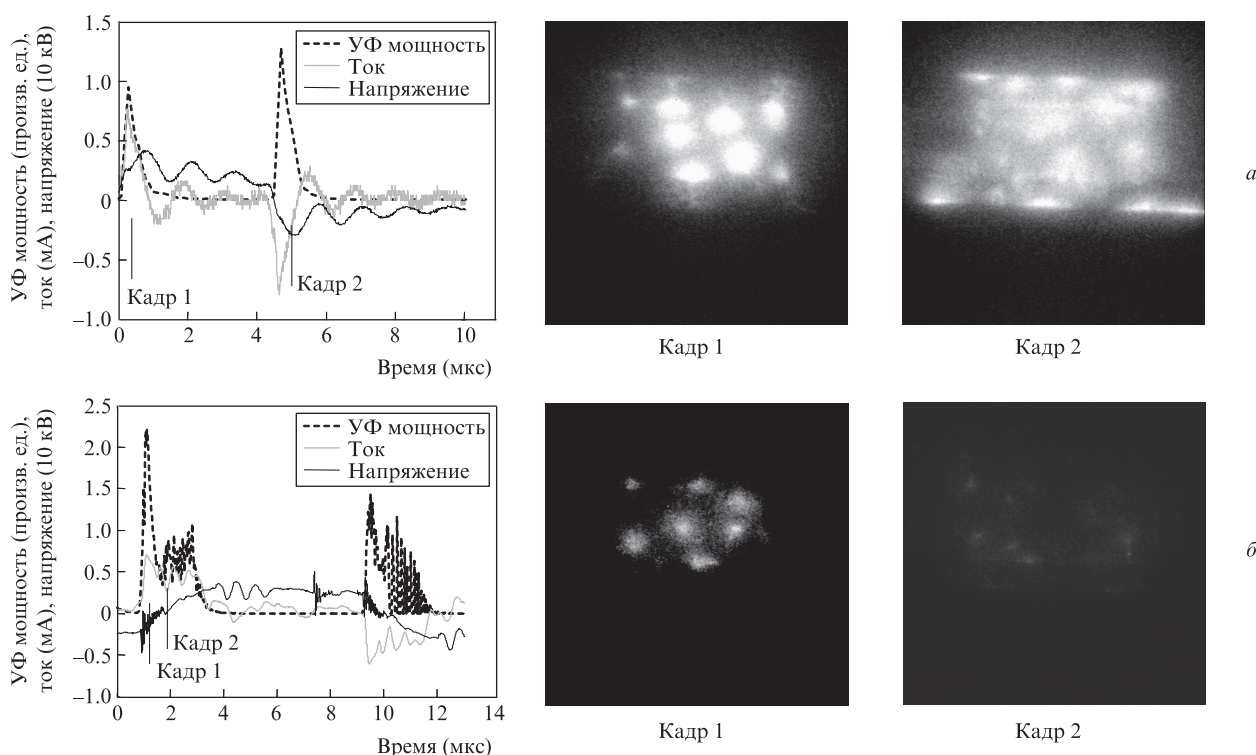 УФ мощность (произв. ед.),
ток (мА), напряжение (10 кВ)
1.5
1.0
0.5
0
–0.5
–1.0
УФ мощность
Ток
Напряжение
Кадр 1
Кадр 2
0 2 4 6 8 10
Время (мкс)
Кадр 1
Кадр 2
а
УФ мощность (произв. ед.),
ток (мА), напряжение (10 кВ)
2.5
2.0
1.5
1.0
0.5
0
–0.5
–1.0
УФ мощность
Ток
Напряжение
Кадр 2
Кадр 1
0 2 4 6 8 10 12 14
Время (мкс)
Кадр 1
Кадр 2
б